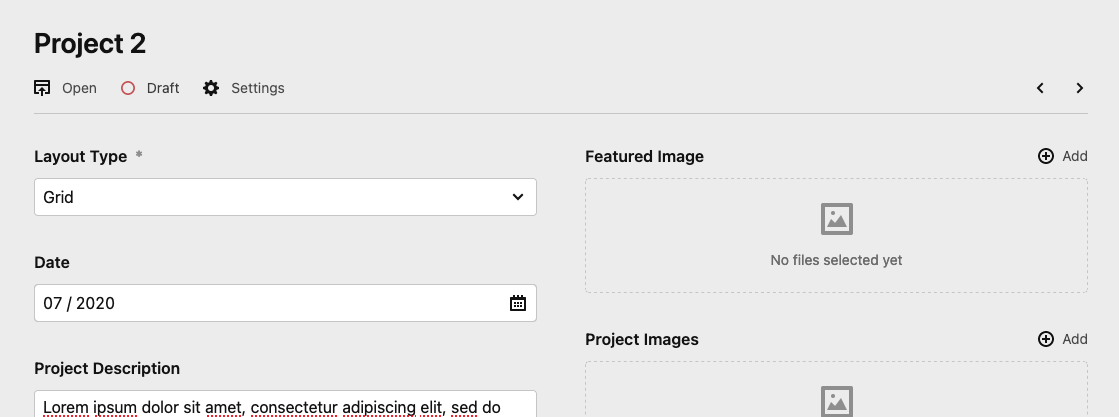 Project 2
Open Draft Settings
Layout Type *
Grid
Date
07 / 2020
Project Description
Lorem ipsum dolor sit amet, consectetur adipiscing elit, sed do
Featured Image
Add
No files selected yet
Project Images
Add